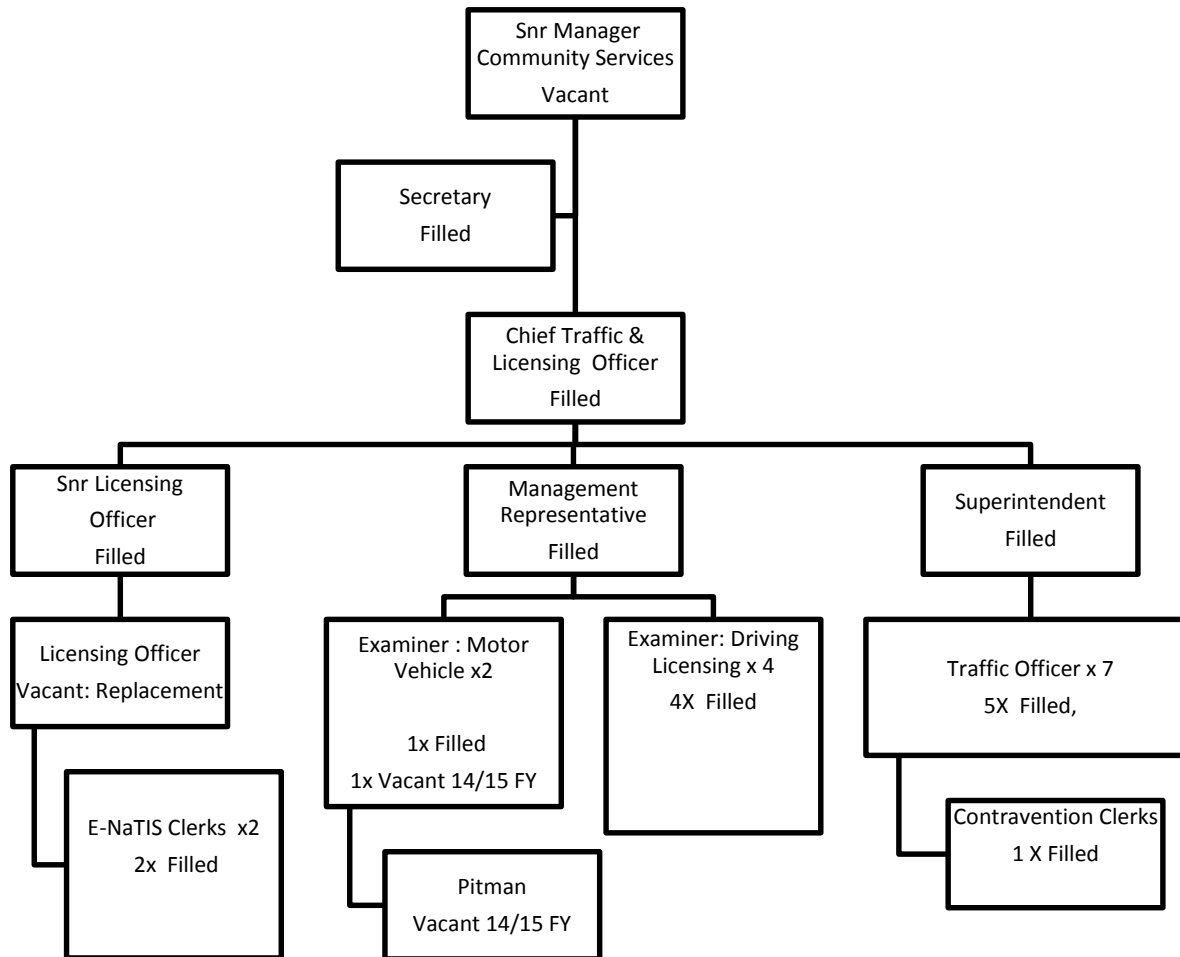 Snr Manager
Community Services
Vacant
Secretary
Filled
Chief Traffic &
Licensing Officer
Filled
Snr Licensing
Officer
Filled
Management
Representative
Filled
Superintendent
Filled
Licensing Officer
Vacant: Replacement
Examiner : Motor
Vehicle x2
1x Filled
1x Vacant 14/15 FY
Examiner: Driving
Licensing x 4
4X Filled
Traffic Officer x 7
5X Filled,
E-NaTIS Clerks x2
2x Filled
Pitman
Vacant 14/15 FY
Contravention Clerks
1 X Filled